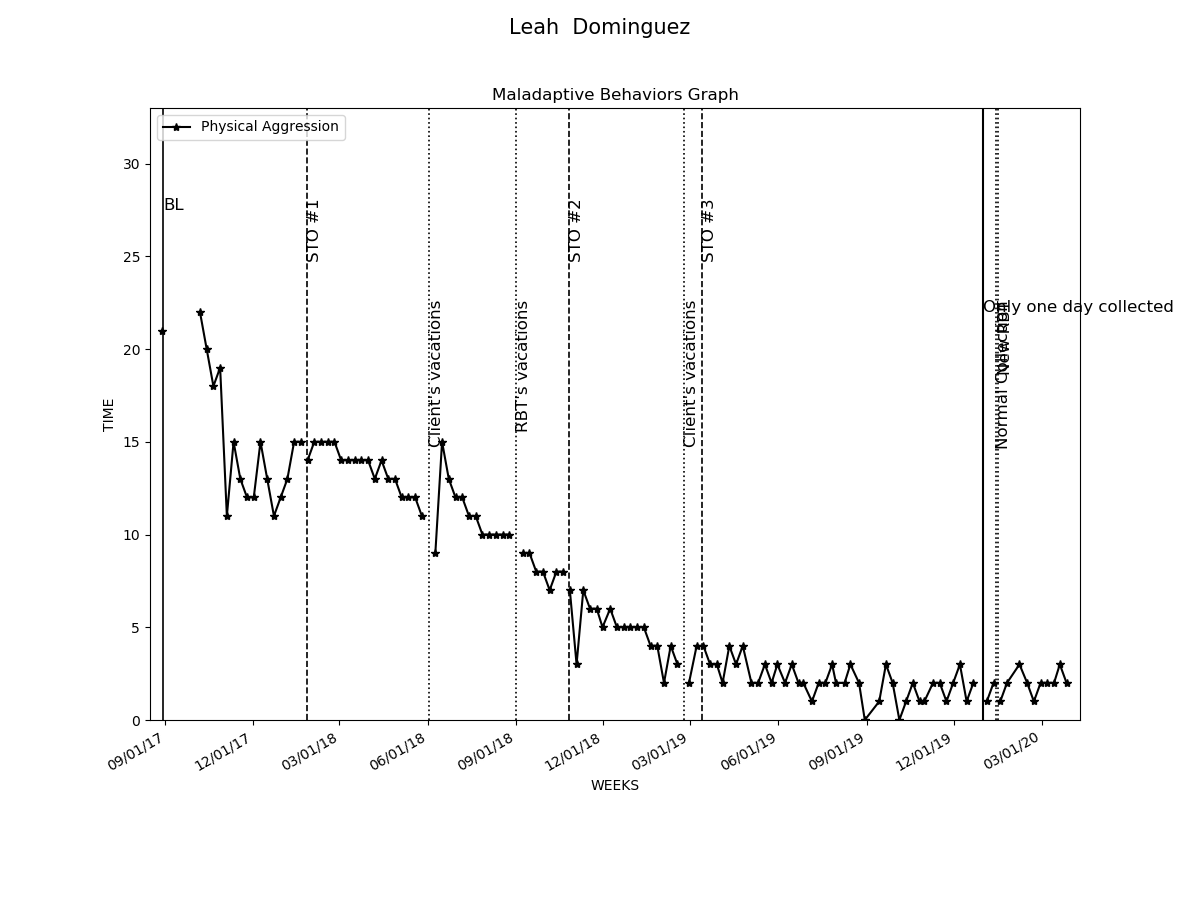 Leah  Dominguez
Maladaptive Behaviors Graph
Physical Aggression
BL
STO #1
Client's vacations
RBT's vacations
STO #2
Client's vacations
STO #3
Only one day collected
Normal Collection
New RBT
TIME
30
25
20
15
10
5
0
09/01/17
12/01/17
03/01/18
06/01/18
09/01/18
12/01/18
03/01/19
06/01/19
09/01/19
12/01/19
03/01/20
WEEKS